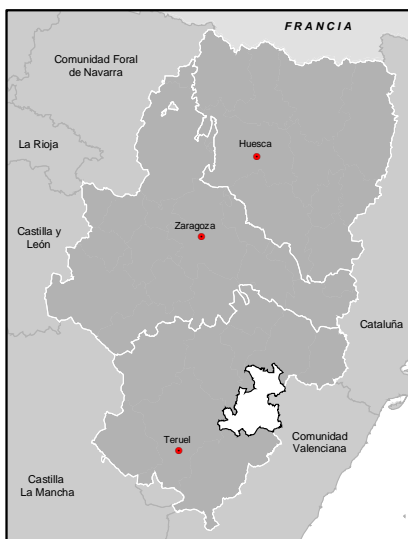 FRANCIA
Comunidad Foral
de Navarra
La Rioja
Huesca
Castilla y
León
Zaragoza
Cataluña
Teruel
Comunidad
Valenciana
Castilla
La Mancha